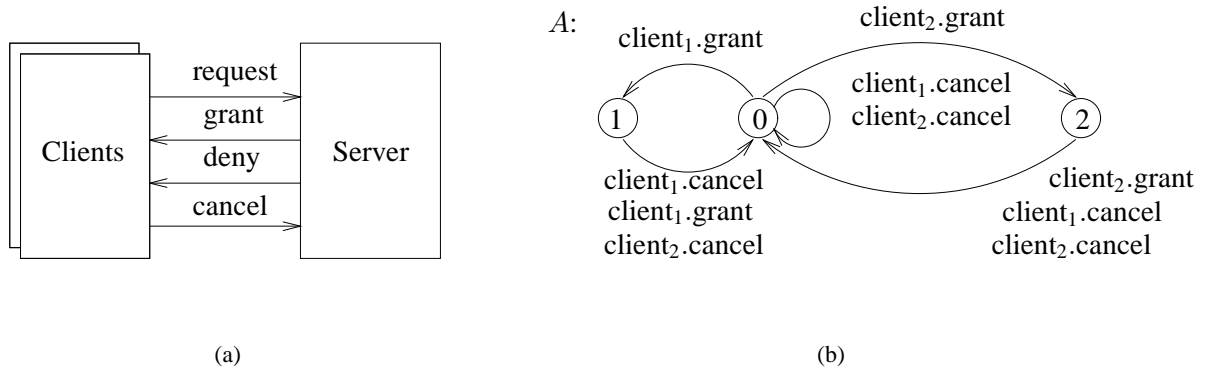 request
grant
deny
cancel
Clients
Server
(a)
A:
client₁.grant
client₂.grant
client₁.cancel
client₂.cancel
1
0
2
client₁.cancel
client₁.grant
client₂.cancel
client₂.grant
client₁.cancel
client₂.cancel
(b)